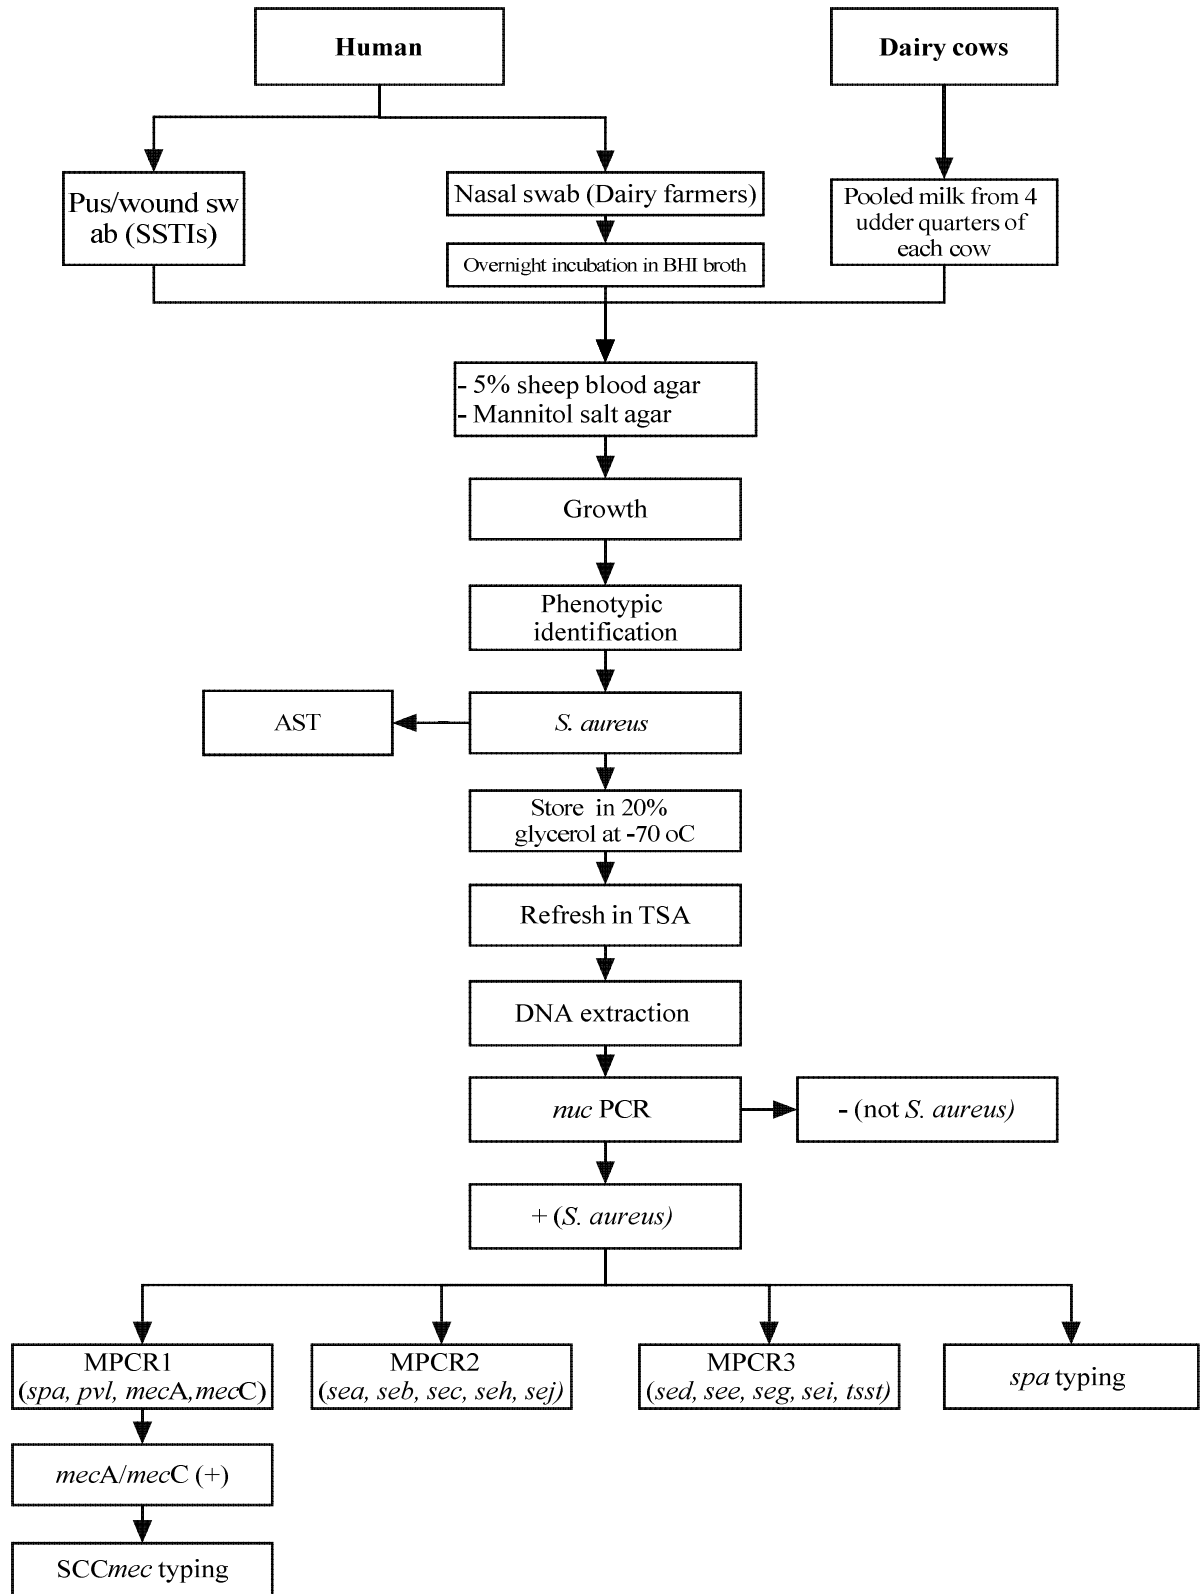 Human
Dairy cows
Pus/wound sw
ab (SSTIs)
Nasal swab (Dairy farmers)
Overnight incubation in BHI broth
Pooled milk from 4
udder quarters of
each cow
- 5% sheep blood agar
- Mannitol salt agar
Growth
Phenotypic
identification
AST
S. aureus
Store in 20%
glycerol at -70 oC
Refresh in TSA
DNA extraction
nuc PCR
- (not S. aureus)
+ (S. aureus)
MPCR1
(spa, pvl, mecA,mecC)
MPCR2
(sea, seb, sec, seh, sej)
MPCR3
(sed, see, seg, sei, tsst)
spa typing
mecA/mecC (+)
SCCmec typing